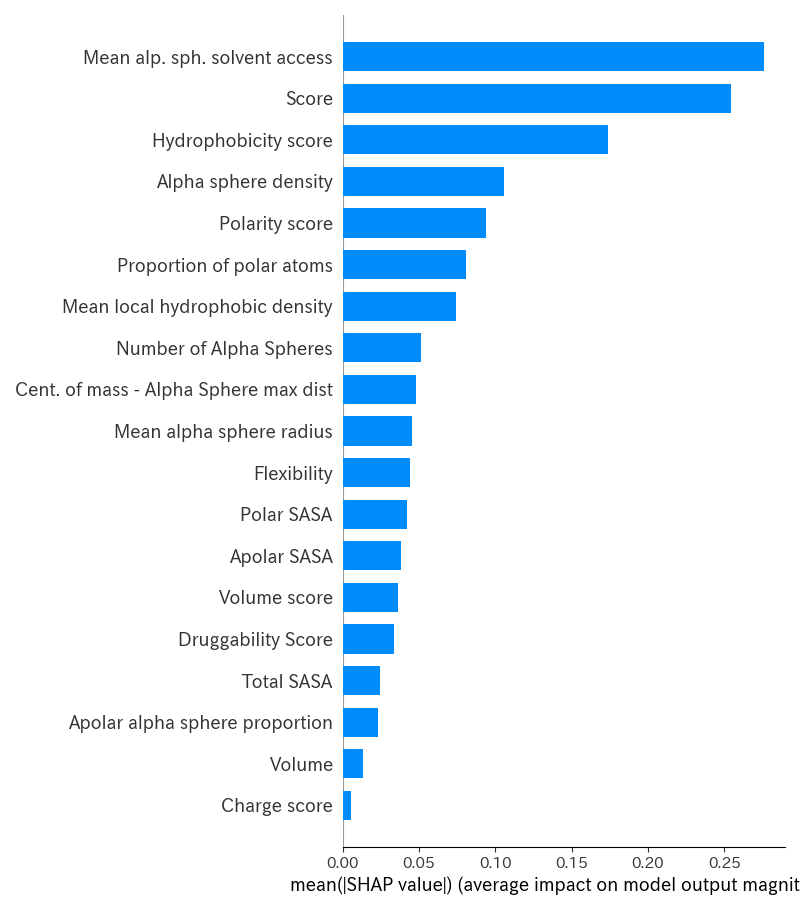 Mean alp. sph. solvent access
Score
Hydrophobicity score
Alpha sphere density
Polarity score
Proportion of polar atoms
Mean local hydrophobic density
Number of Alpha Spheres
Cent. of mass - Alpha Sphere max dist
Mean alpha sphere radius
Flexibility
Polar SASA
Apolar SASA
Volume score
Druggability Score
Total SASA
Apolar alpha sphere proportion
Volume
Charge score
0.00 0.05 0.10 0.15 0.20 0.25
mean(|SHAP value|) (average impact on model output magnit